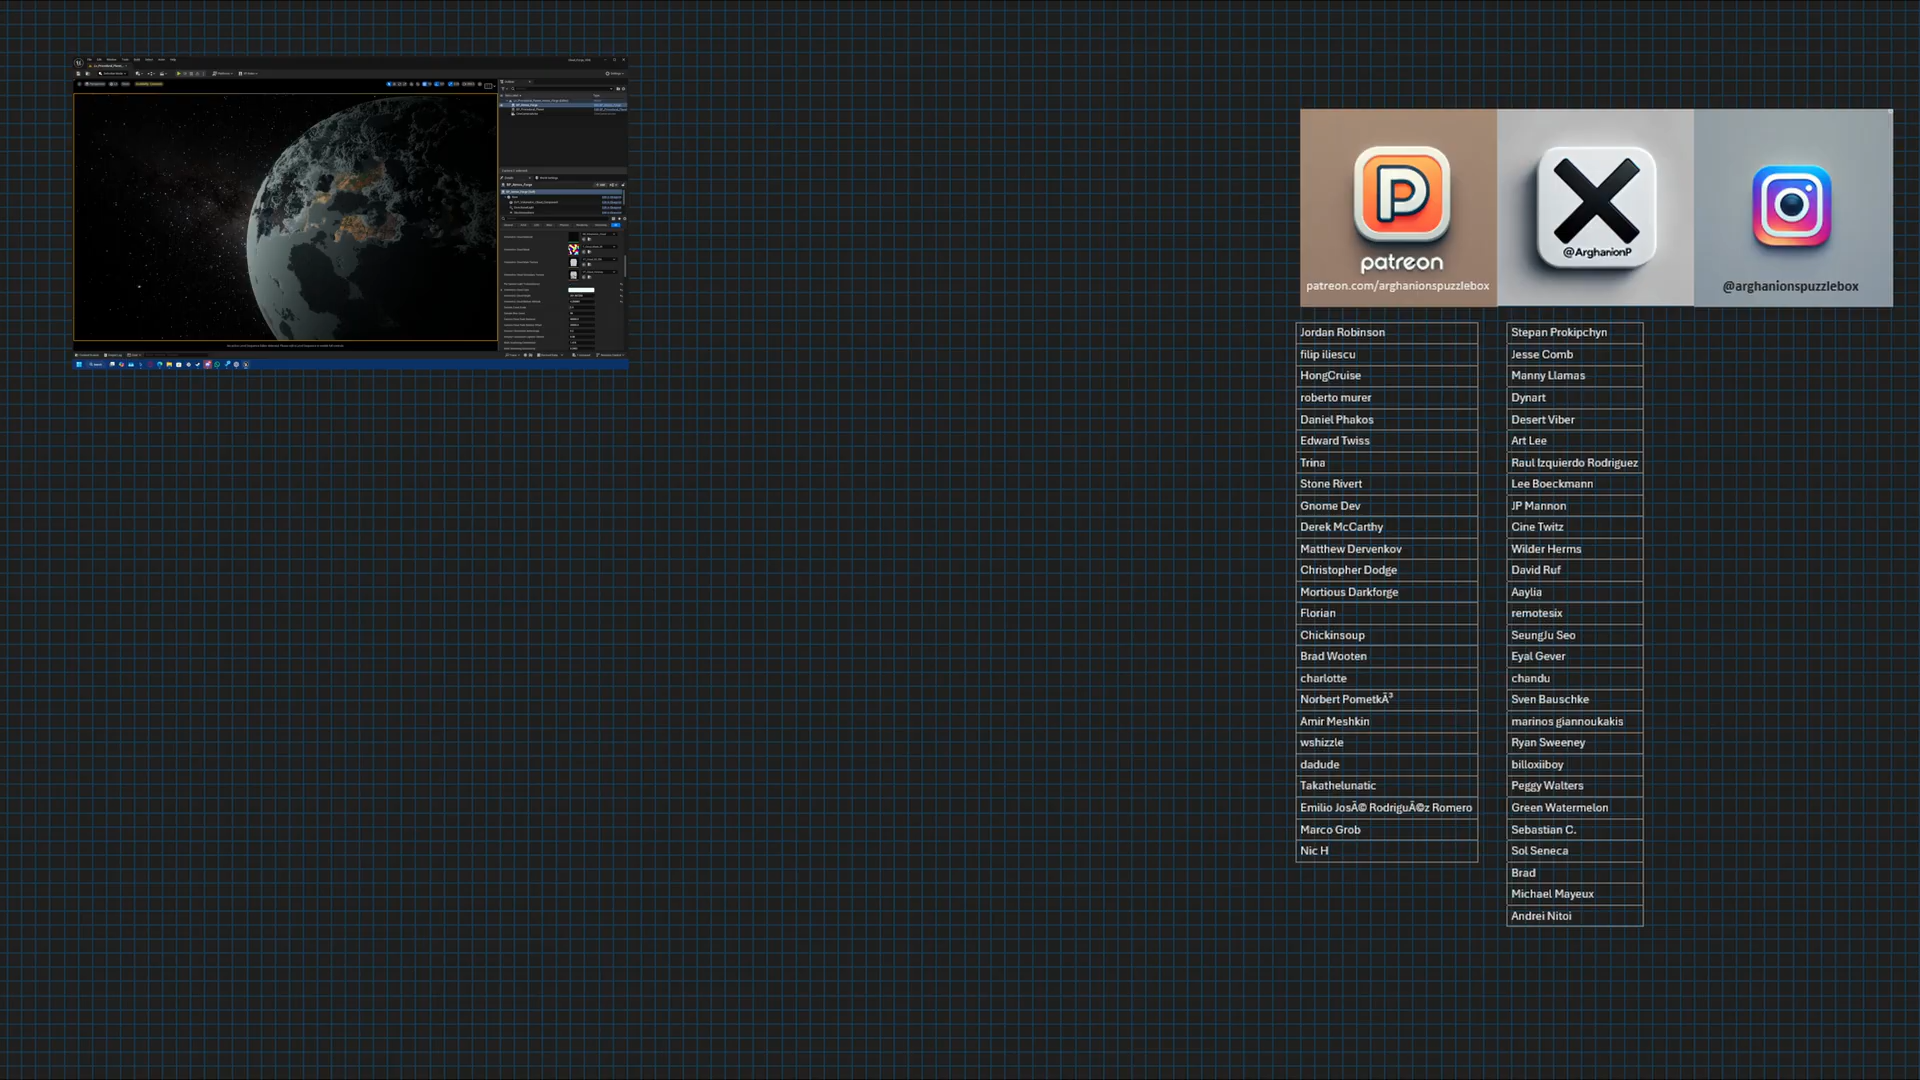 patreon
patreon.com/arghanionspuzzlebox
@ArghanionP
@arghanionspuzzlebox
Jordan Robinson
filip iliescu
HongCruise
roberto murer
Daniel Phakos
Edward Twiss
Trina
Stone Rivert
Gnome Dev
Derek McCarthy
Matthew Dervenkov
Christopher Dodge
Mortious Darkforge
Florian
Chickinsoup
Brad Wooten
charlotte
Norbert PometkÃ³
Amir Meshkin
wshizzle
dadude
Takathelunatic
Emilio JosÃ© RodriguÃ©z Romero
Marco Grob
Nic H
Stepan Prokipchyn
Jesse Comb
Manny Llamas
Dynart
Desert Viber
Art Lee
Raul Izquierdo Rodriguez
Lee Boeckmann
JP Mannon
Cine Twitz
Wilder Herms
David Ruf
Aaylia
remotesix
SeungJu Seo
Eyal Gever
chandu
Sven Bauschke
marinos giannoukakis
Ryan Sweeney
billoxiiboy
Peggy Walters
Green Watermelon
Sebastian C.
Sol Seneca
Brad
Michael Mayeux
Andrei Nitoi